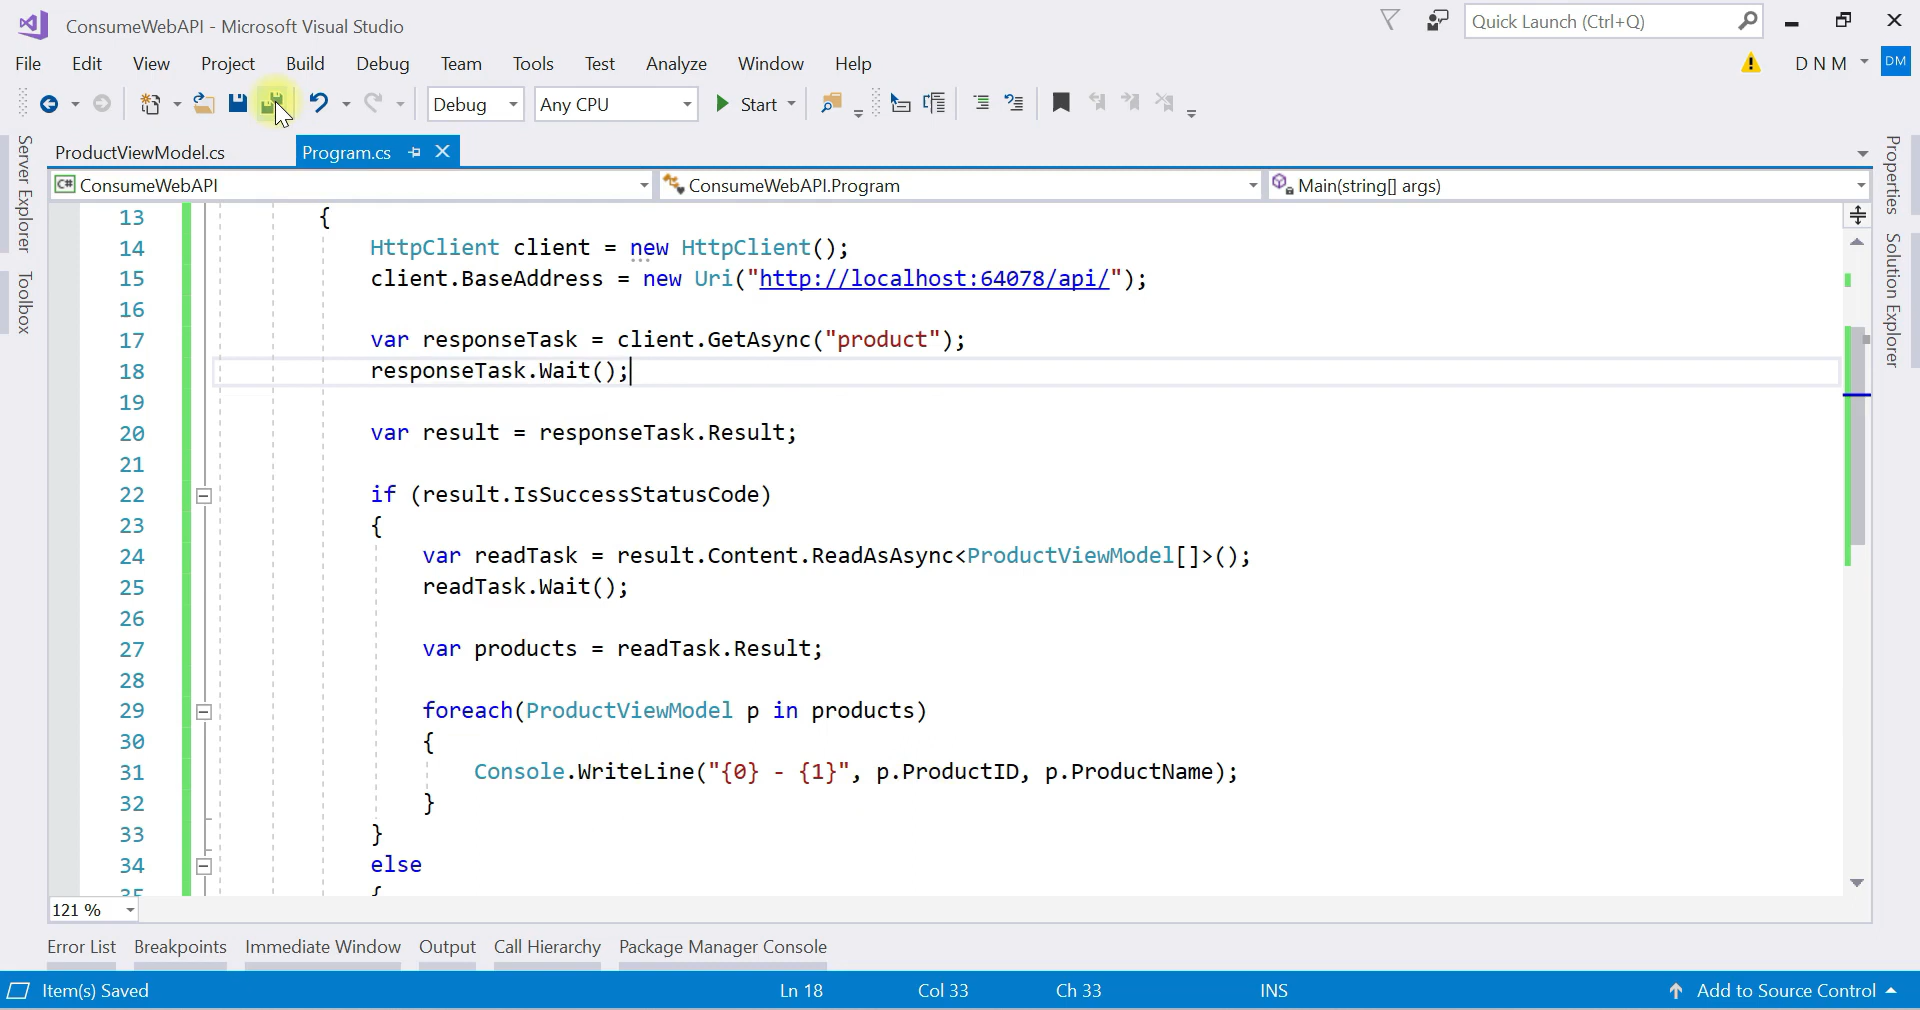 ConsumeWebAPI - Microsoft Visual Studio
Quick Launch (Ctrl+Q)
File Edit View Project Build Debug Team Tools Test Analyze Window Help
D N M
DM
Debug
Any CPU
Start
Server Explorer
Toolbox
ProductViewModel.cs
Program.cs
C# ConsumeWebAPI
ConsumeWebAPI.Program
Main(string[] args)
Properties
Solution Explorer
13 {
14 HttpClient client = new HttpClient();
15 client.BaseAddress = new Uri("http://localhost:64078/api/");
16
17 var responseTask = client.GetAsync("product");
18 responseTask.Wait();
19
20 var result = responseTask.Result;
21
22 if (result.IsSuccessStatusCode)
23 {
24 var readTask = result.Content.ReadAsAsync<ProductViewModel[]>();
25 readTask.Wait();
26
27 var products = readTask.Result;
28
29 foreach(ProductViewModel p in products)
30 {
31 Console.WriteLine("{0} - {1}", p.ProductID, p.ProductName);
32 }
33 }
34 else
35 {
121 %
Error List Breakpoints Immediate Window Output Call Hierarchy Package Manager Console
Item(s) Saved
Ln 18 Col 33 Ch 33 INS
Add to Source Control